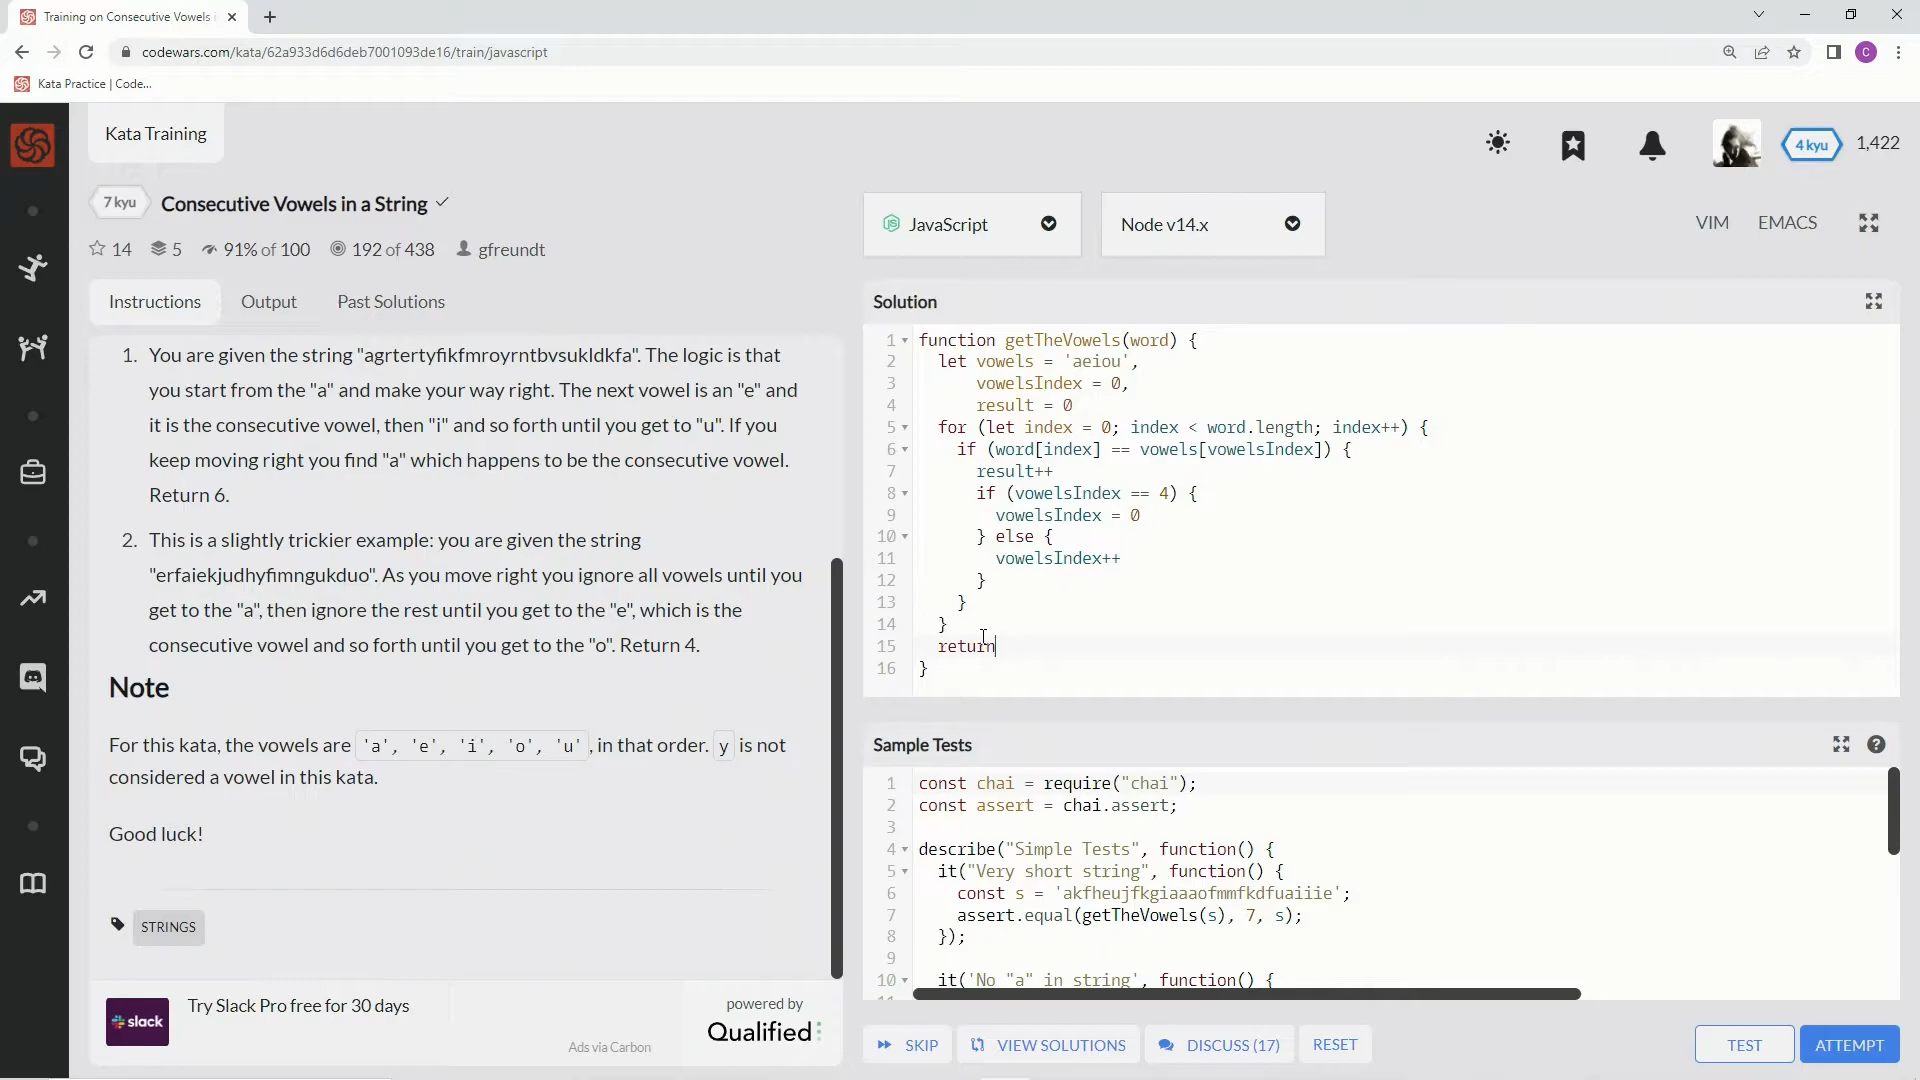 Training on Consecutive Vowels i
codewars.com/kata/62a933d6d6deb7001093de16/train/javascript
C
Kata Practice | Code...
Kata Training
4 kyu
1,422
7 kyu
Consecutive Vowels in a String
14
5
91% of 100
192 of 438
gfreundt
JavaScript
Node v14.x
VIM
EMACS
Instructions
Output
Past Solutions
1. You are given the string "agrtertyfikfmroyrntbvsukldkfa". The logic is that
you start from the "a" and make your way right. The next vowel is an "e" and
it is the consecutive vowel, then "i" and so forth until you get to "u". If you
keep moving right you find "a" which happens to be the consecutive vowel.
Return 6.
2. This is a slightly trickier example: you are given the string
"erfaiekjudhyfimngukduo". As you move right you ignore all vowels until you
get to the "a", then ignore the rest until you get to the "e", which is the
consecutive vowel and so forth until you get to the "o". Return 4.
Note
For this kata, the vowels are 'a', 'e', 'i', 'o', 'u', in that order. y is not
considered a vowel in this kata.
Good luck!
STRINGS
slack
Try Slack Pro free for 30 days
Ads via Carbon
powered by
Qualified
Solution
1 function getTheVowels(word) {
2 let vowels = 'aeiou',
3 vowelsIndex = 0,
4 result = 0
5 for (let index = 0; index < word.length; index++) {
6 if (word[index] == vowels[vowelsIndex]) {
7 result++
8 if (vowelsIndex == 4) {
9 vowelsIndex = 0
10 } else {
11 vowelsIndex++
12 }
13 }
14 }
15 return
16 }
Sample Tests
1 const chai = require("chai");
2 const assert = chai.assert;
3
4 describe("Simple Tests", function() {
5 it("Very short string", function() {
6 const s = 'akfheujfkgiaaaofmmfkdfuaiiie';
7 assert.equal(getTheVowels(s), 7, s);
8 });
9
10 it('No "a" in string', function() {
SKIP
VIEW SOLUTIONS
DISCUSS (17)
RESET
TEST
ATTEMPT